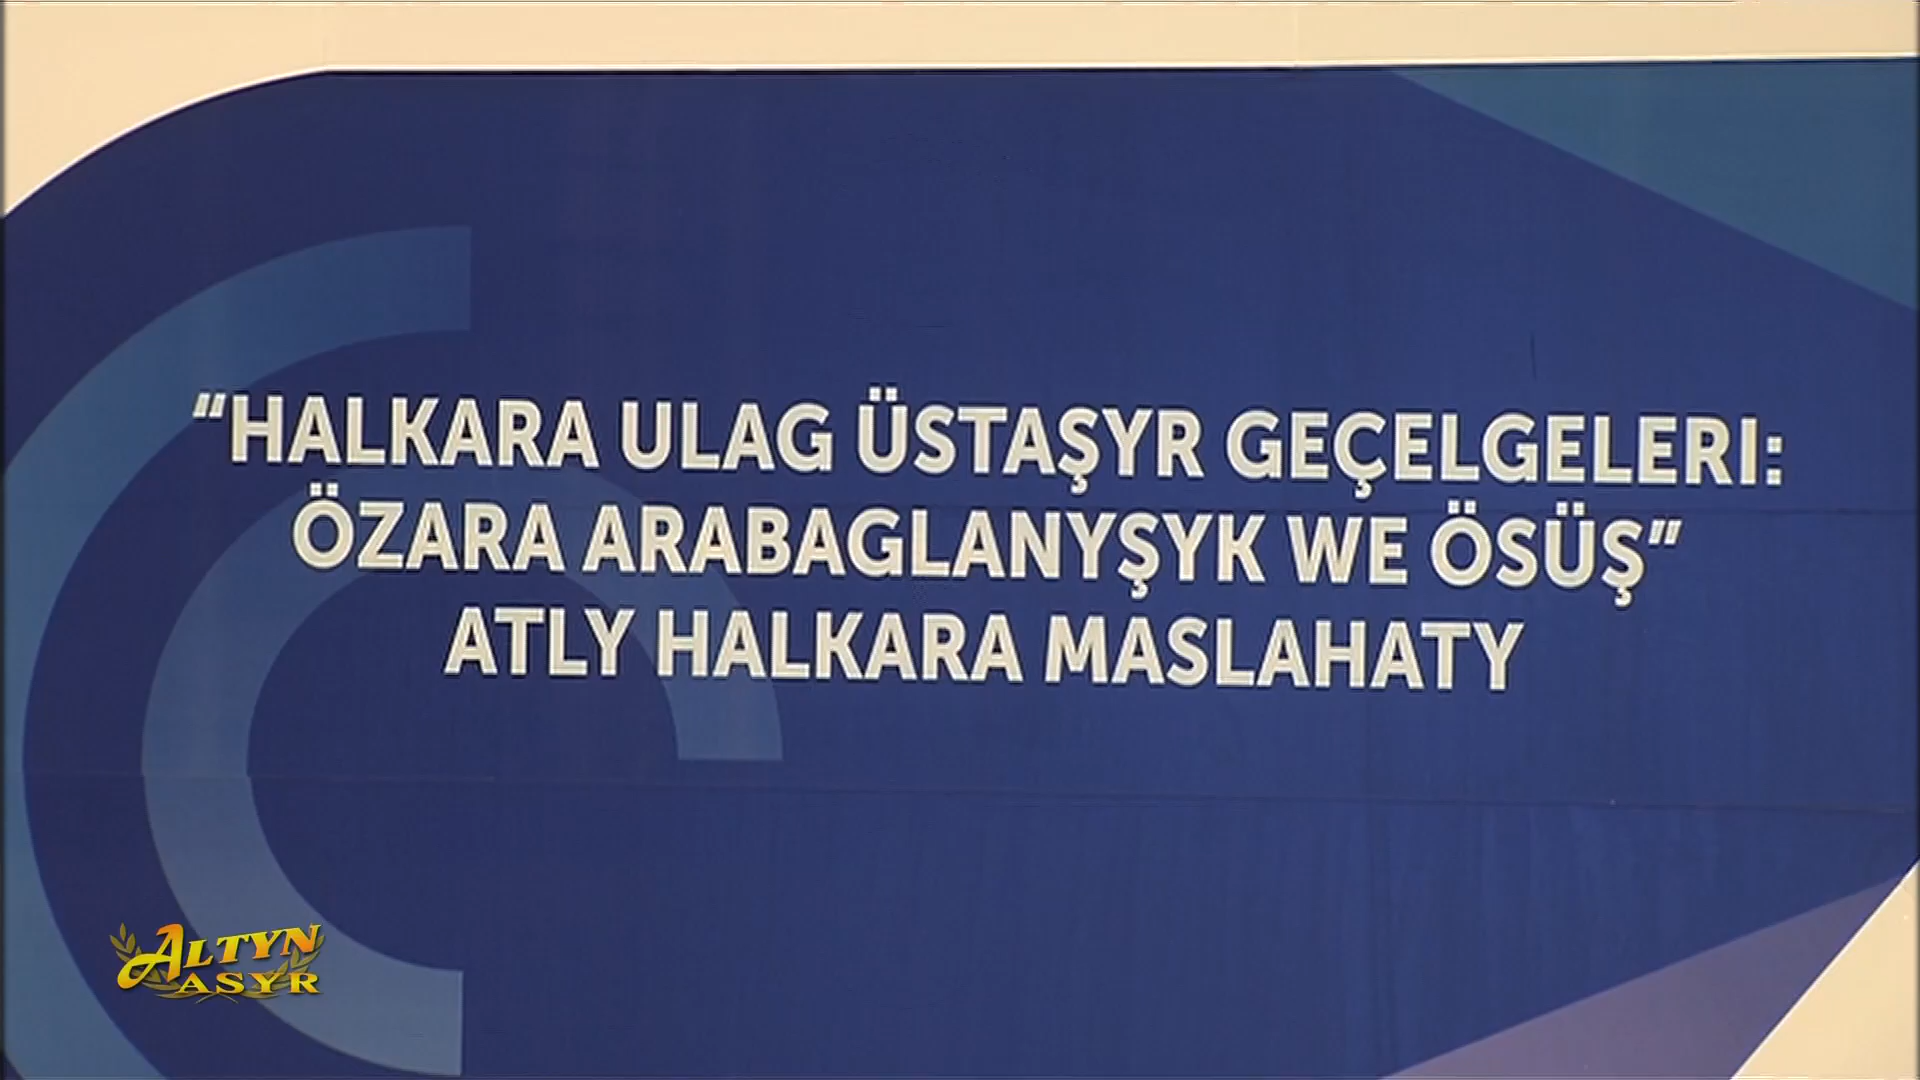 “HALKARA ULAG ÜSTAŞYR GEÇELGELERI:
ÖZARA ARABAGLANYŞYK WE ÖSÜŞ”
ATLY HALKARA MASLAHATY
ALTYN
ASYR